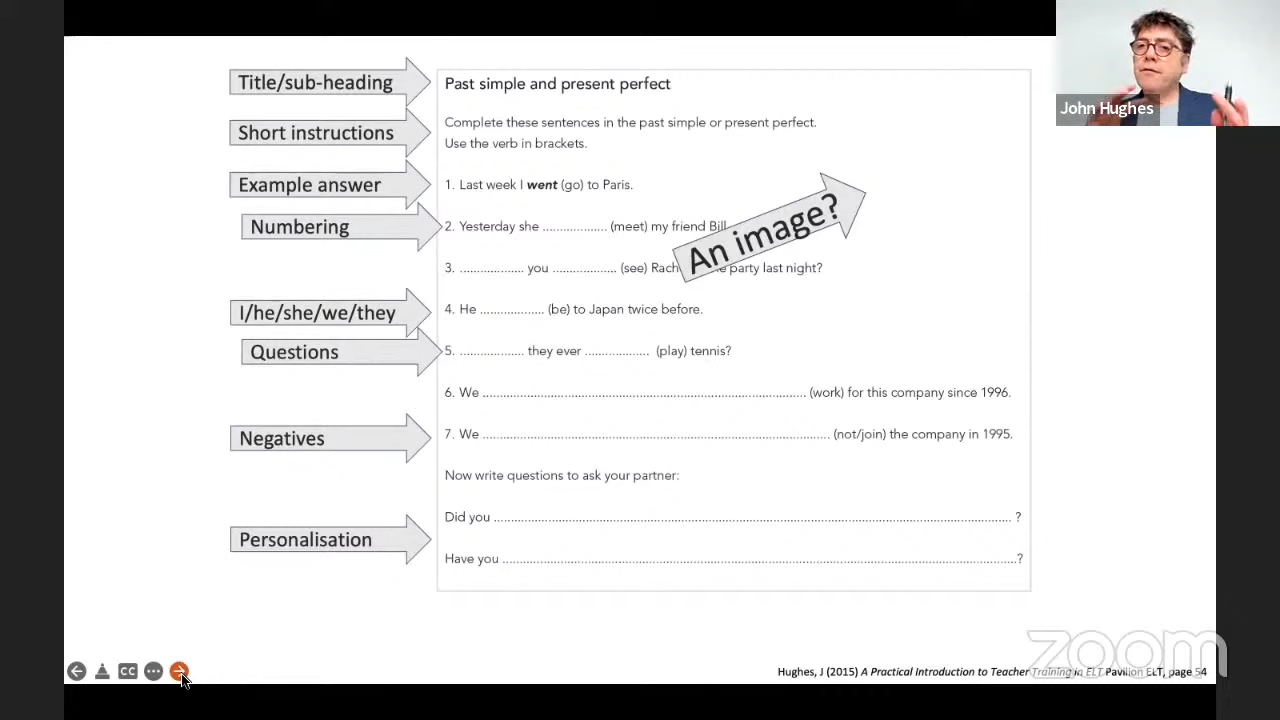 John Hughes
Title/sub-heading
Past simple and present perfect
Short instructions
Complete these sentences in the past simple or present perfect.
Use the verb in brackets.
Example answer
1. Last week I went (go) to Paris.
Numbering
2. Yesterday she .................. (meet) my friend Bill
An image?
3. .................. you .................. (see) Rach party last night?
I/he/she/we/they
4. He .................. (be) to Japan twice before.
Questions
5. .................. they ever .................. (play) tennis?
6. We .......................................................................................... (work) for this company since 1996.
Negatives
7. We ................................................................................................. (not/join) the company in 1995.
Now write questions to ask your partner:
Personalisation
Did you .................................................................................................................................................. ?
Have you ................................................................................................................................................?
CC
zoom
Hughes, J (2015) A Practical Introduction to Teacher Training in ELT Pavilion ELT, page 54